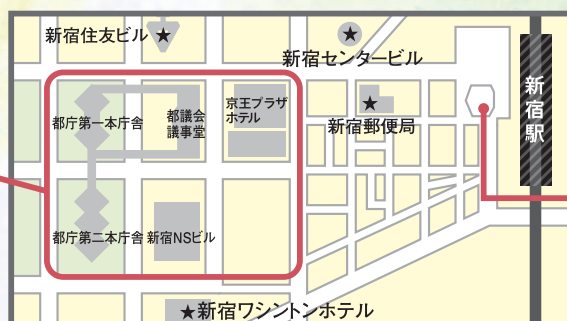 新宿住友ビル
新宿センタービル
京王プラザ
ホテル
都庁第一本庁舎
都議会
議事堂
新宿郵便局
新宿駅
都庁第二本庁舎
新宿NSビル
新宿ワシントンホテル